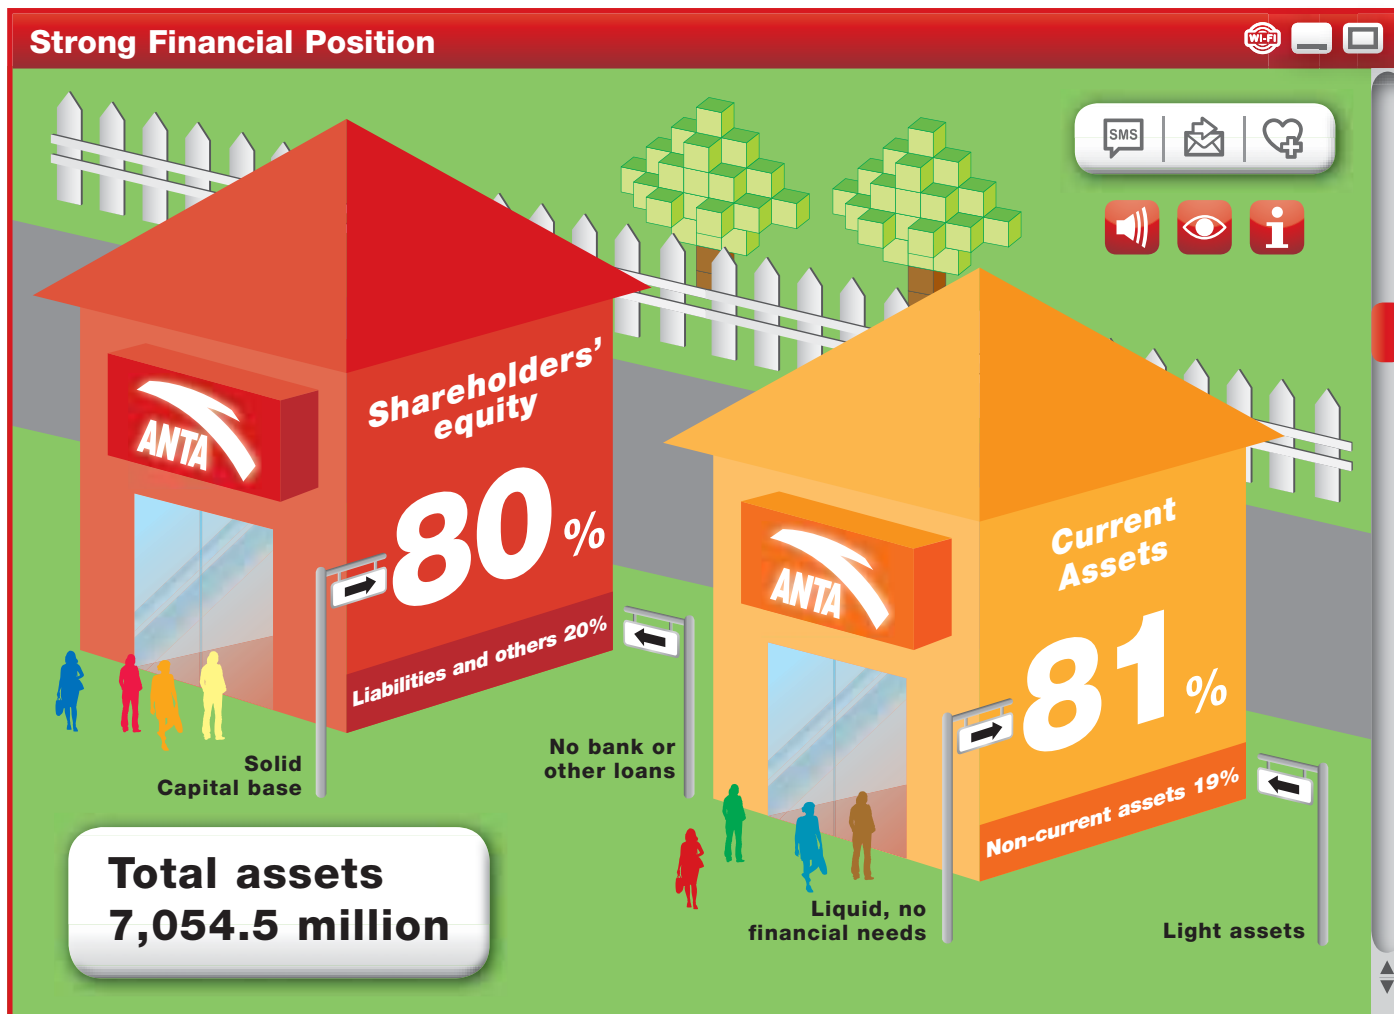 Strong Financial Position
WI-FI
SMS
ANTA
Shareholders'
equity
80 %
Liabilities and others 20%
Solid
Capital base
No bank or
other loans
ANTA
Current
Assets
81 %
Non-current assets 19%
Liquid, no
financial needs
Light assets
Total assets
7,054.5 million